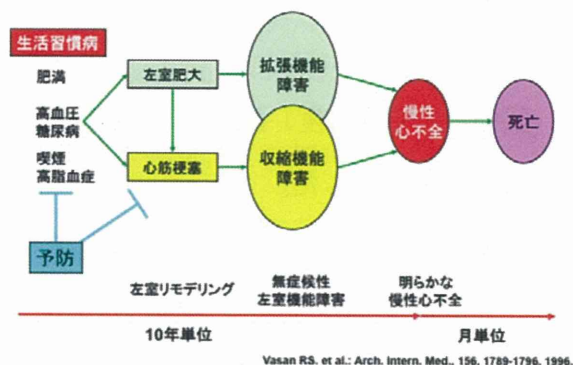 生活習慣病
肥満
高血圧
糖尿病
喫煙
高脂血症
予防
左室肥大
心筋梗塞
拡張機能
障害
収縮機能
障害
慢性
心不全
死亡
左室リモデリング
無症候性
左室機能障害
明らかな
慢性心不全
10年単位
月単位
Vasan RS. et al.: Arch. Intern. Med., 156, 1789-1796, 1996.